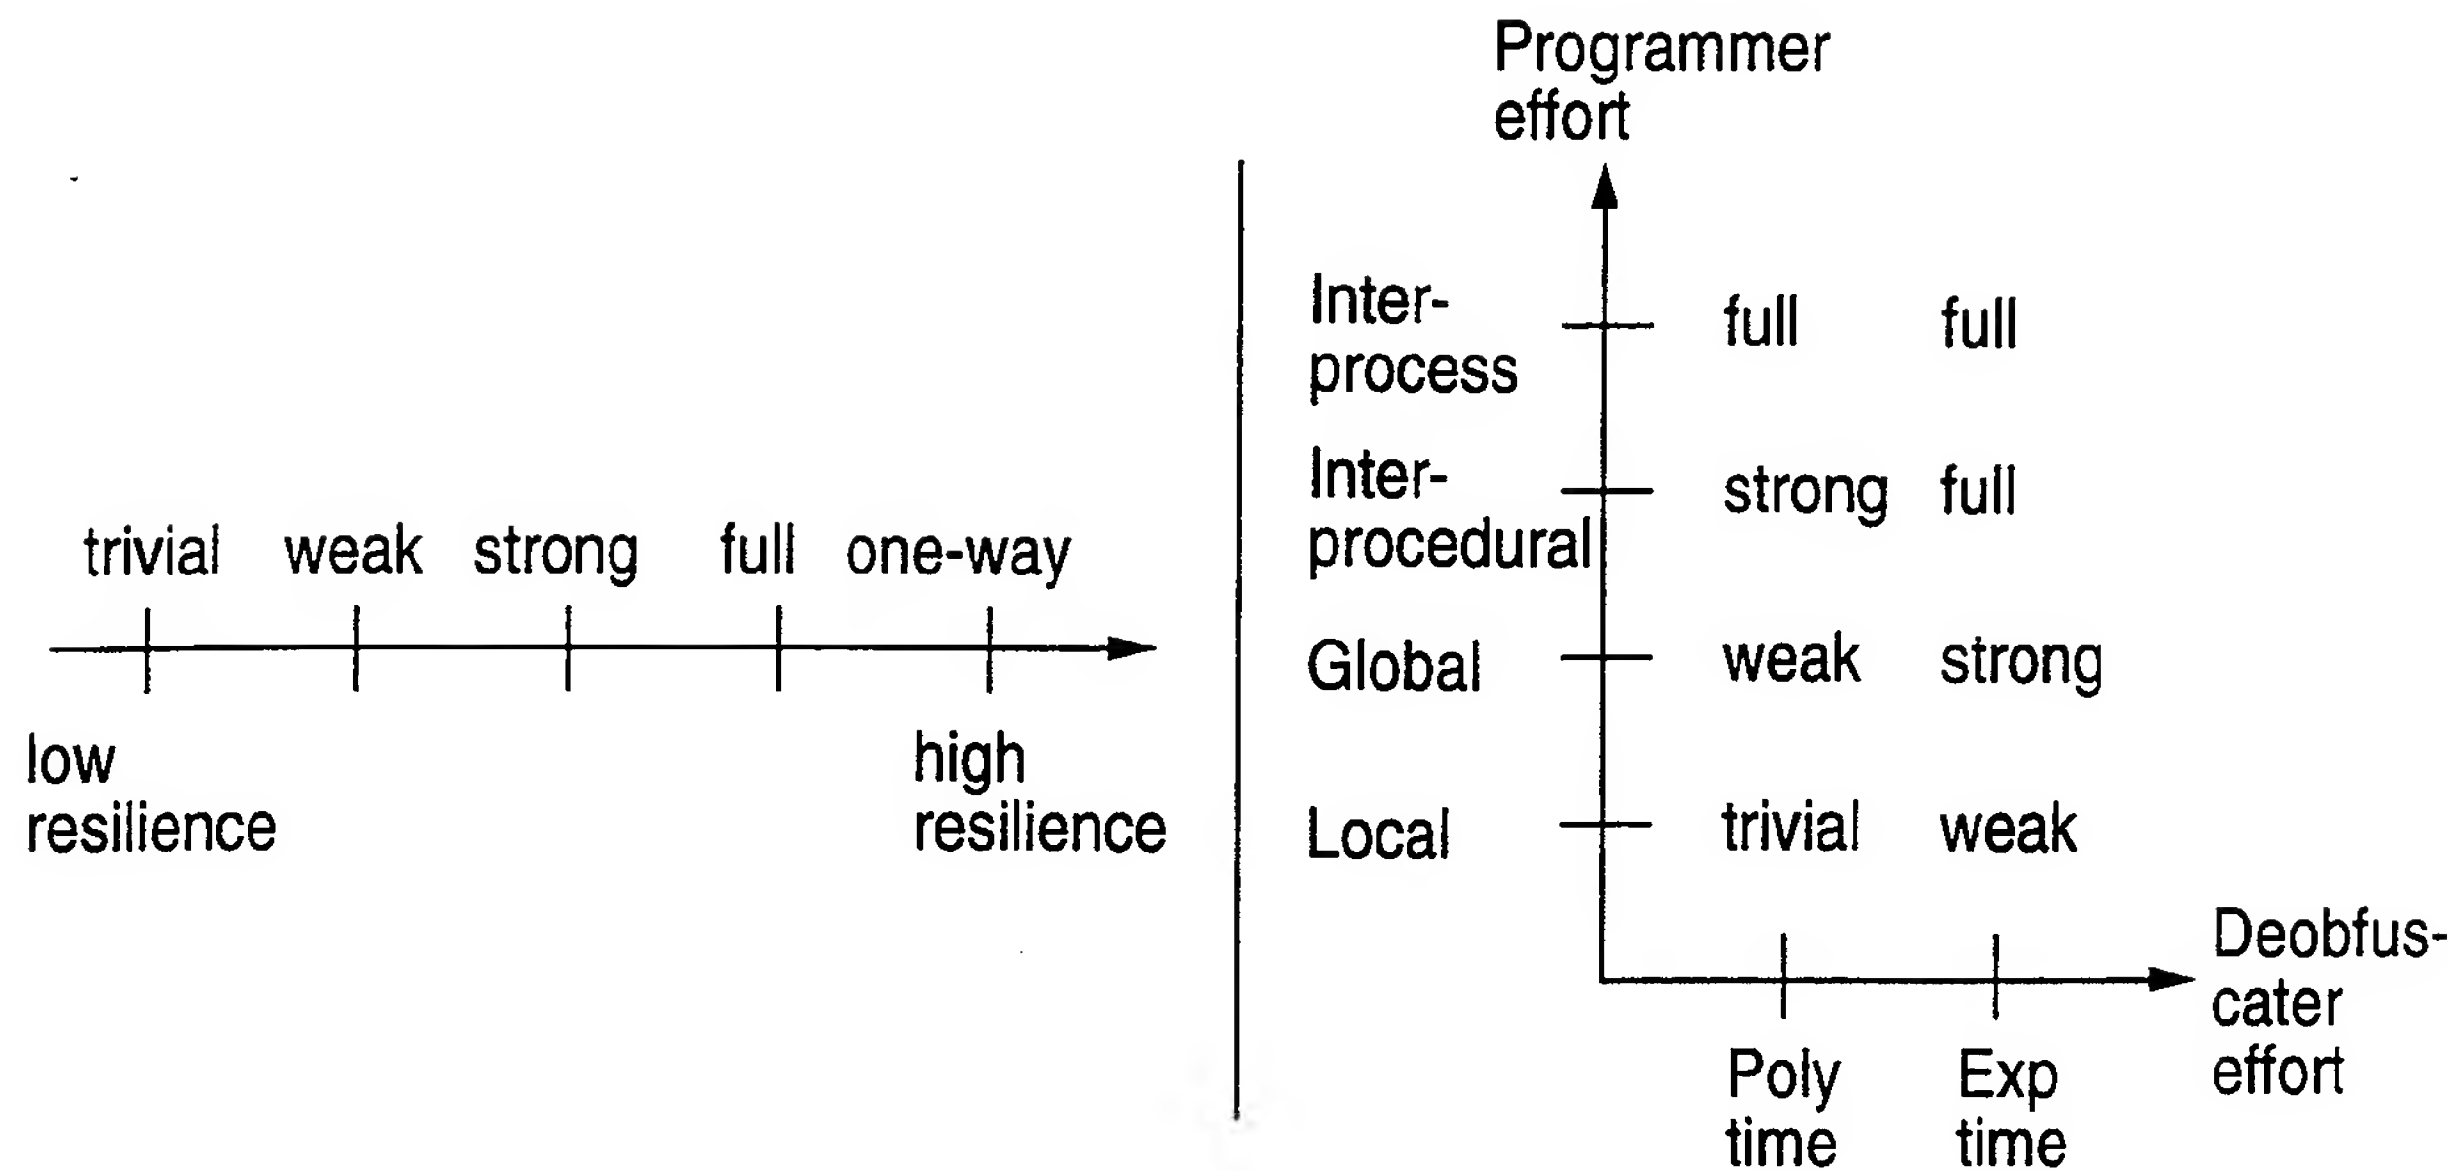 trivial weak strong full one-way
low
resilience
high
resilience
Programmer
effort
Inter-
process
full full
Inter-
procedural
strong full
Global weak strong
Local trivial weak
Deobfus-
cater
effort
Poly
time
Exp
time